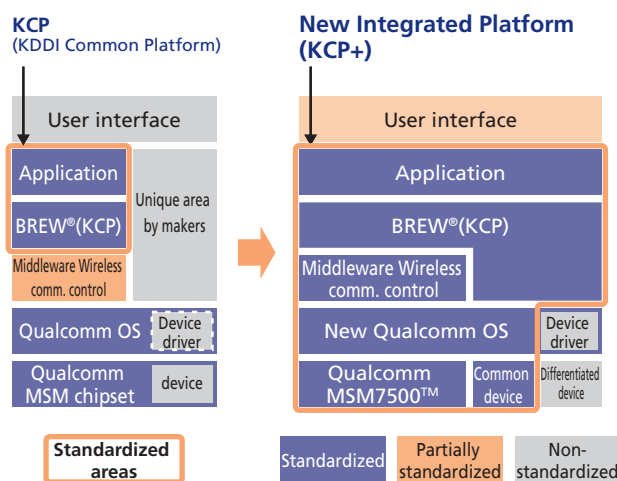 KCP
(KDDI Common Platform)
New Integrated Platform
(KCP+)
User interface
Application
BREW®(KCP)
Unique area
by makers
Middleware Wireless
comm. control
Qualcomm OS
Device
driver
Qualcomm
MSM chipset
device
User interface
Application
BREW®(KCP)
Middleware Wireless
comm. control
New Qualcomm OS
Device
driver
Qualcomm
MSM7500™
Common
device
Differentiated
device
Standardized
areas
Standardized
Partially
standardized
Non-
standardized